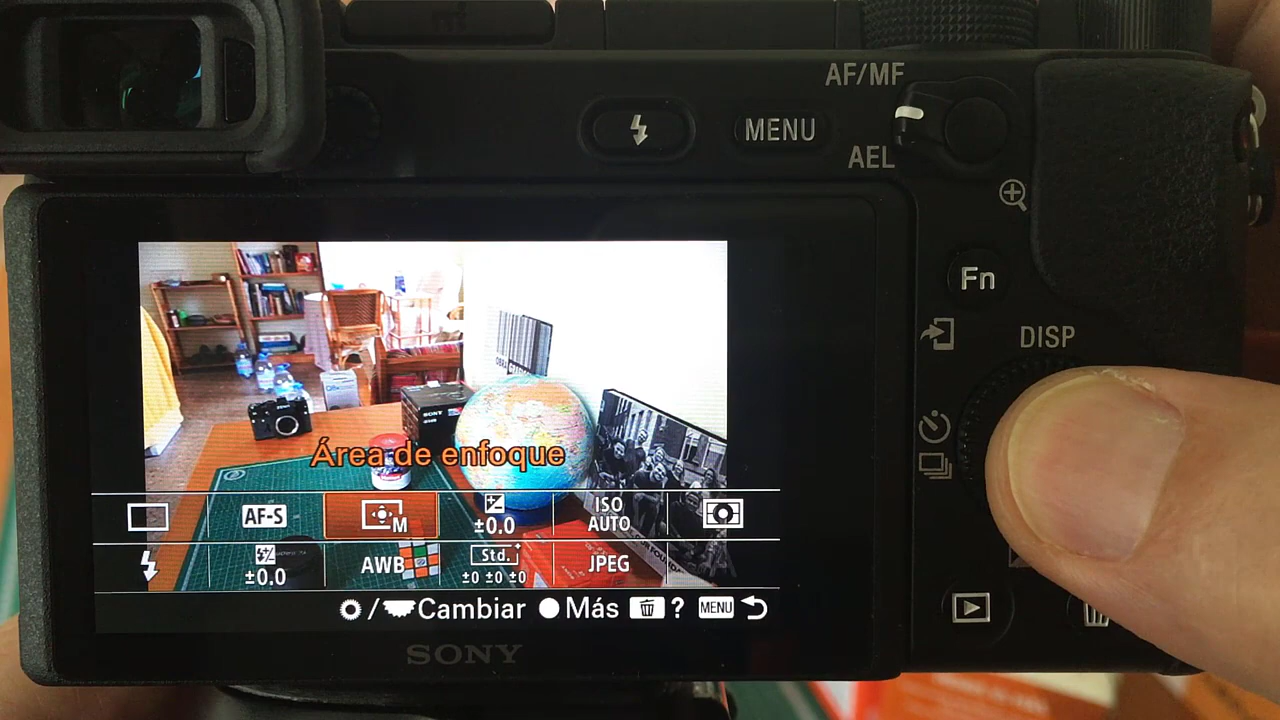 AF/MF
MENU
AEL
Fn
DISP
SONY
Área de enfoque
AF-S
M
±0.0
ISO
AUTO
±0.0
AWB
Std.
±0 ±0 ±0
JPEG
/ Cambiar Más ? MENU
SONY